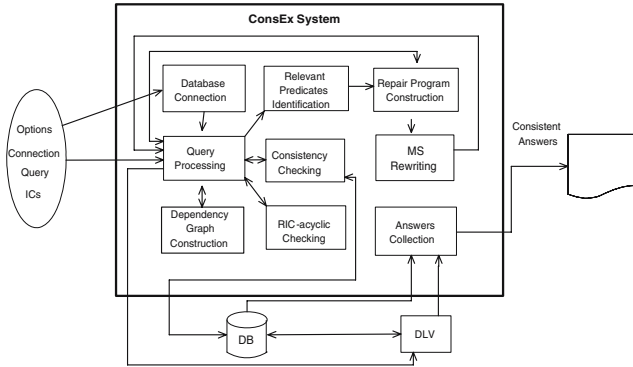 ConsEx System
Database
Connection
Relevant
Predicates
Identification
Repair Program
Construction
Options
Connection
Query
ICs
Query
Processing
Consistency
Checking
MS
Rewriting
Consistent
Answers
Dependency
Graph
Construction
RIC-acyclic
Checking
Answers
Collection
DB
DLV